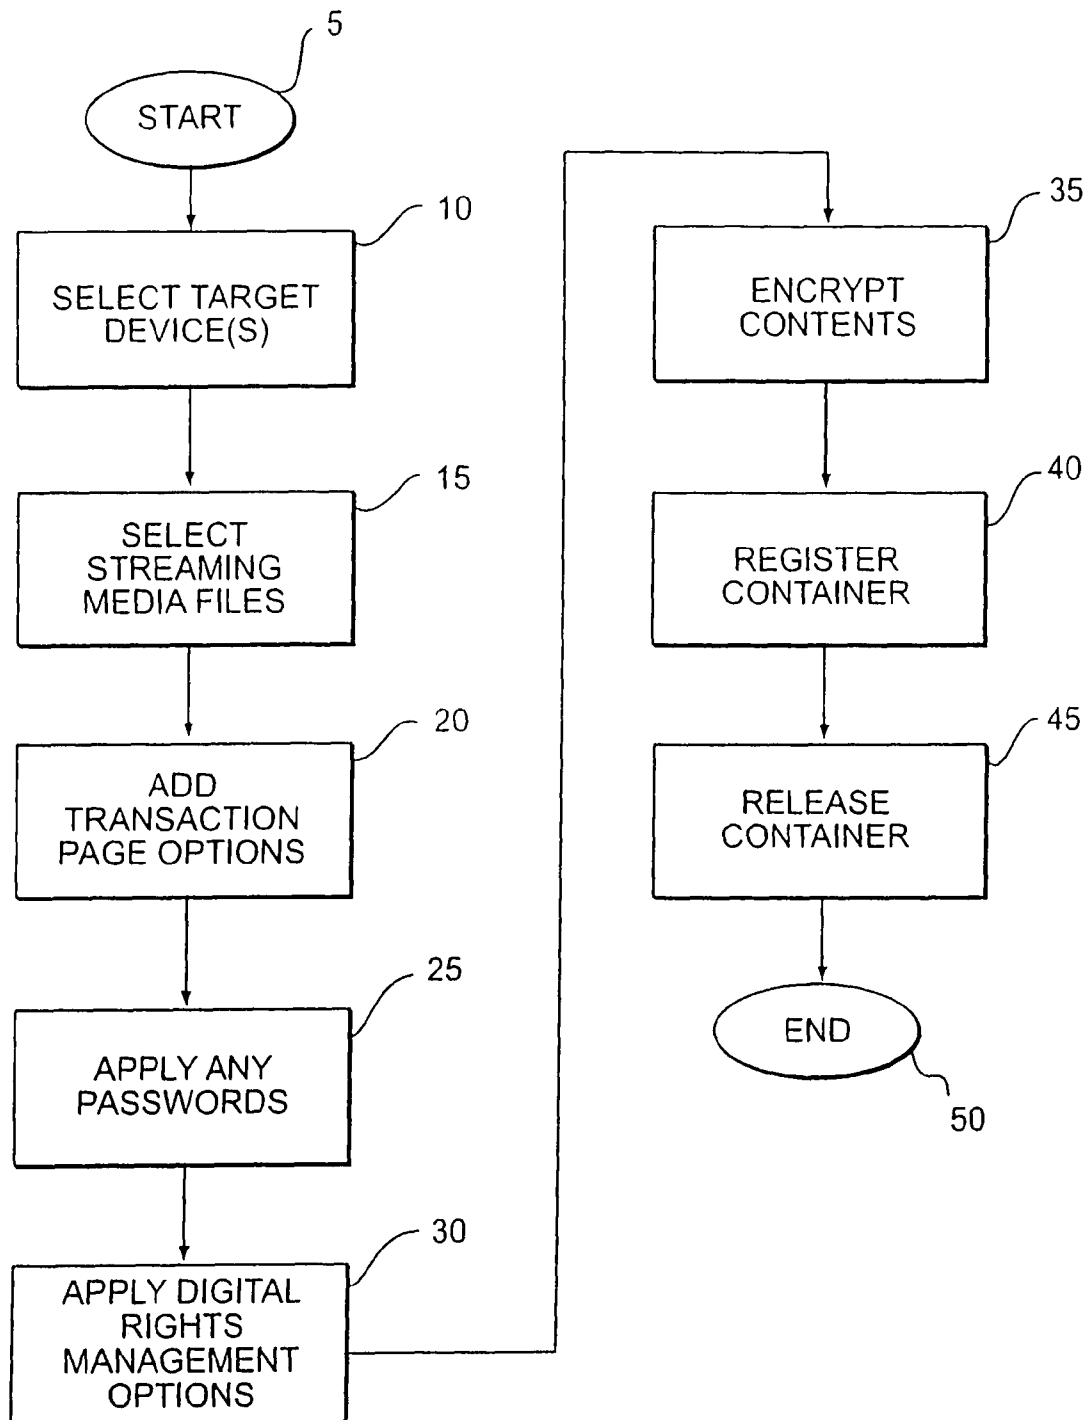 5
START
10
SELECT TARGET
DEVICE(S)
15
SELECT
STREAMING
MEDIA FILES
20
ADD
TRANSACTION
PAGE OPTIONS
25
APPLY ANY
PASSWORDS
30
APPLY DIGITAL
RIGHTS
MANAGEMENT
OPTIONS
35
ENCRYPT
CONTENTS
40
REGISTER
CONTAINER
45
RELEASE
CONTAINER
END
50